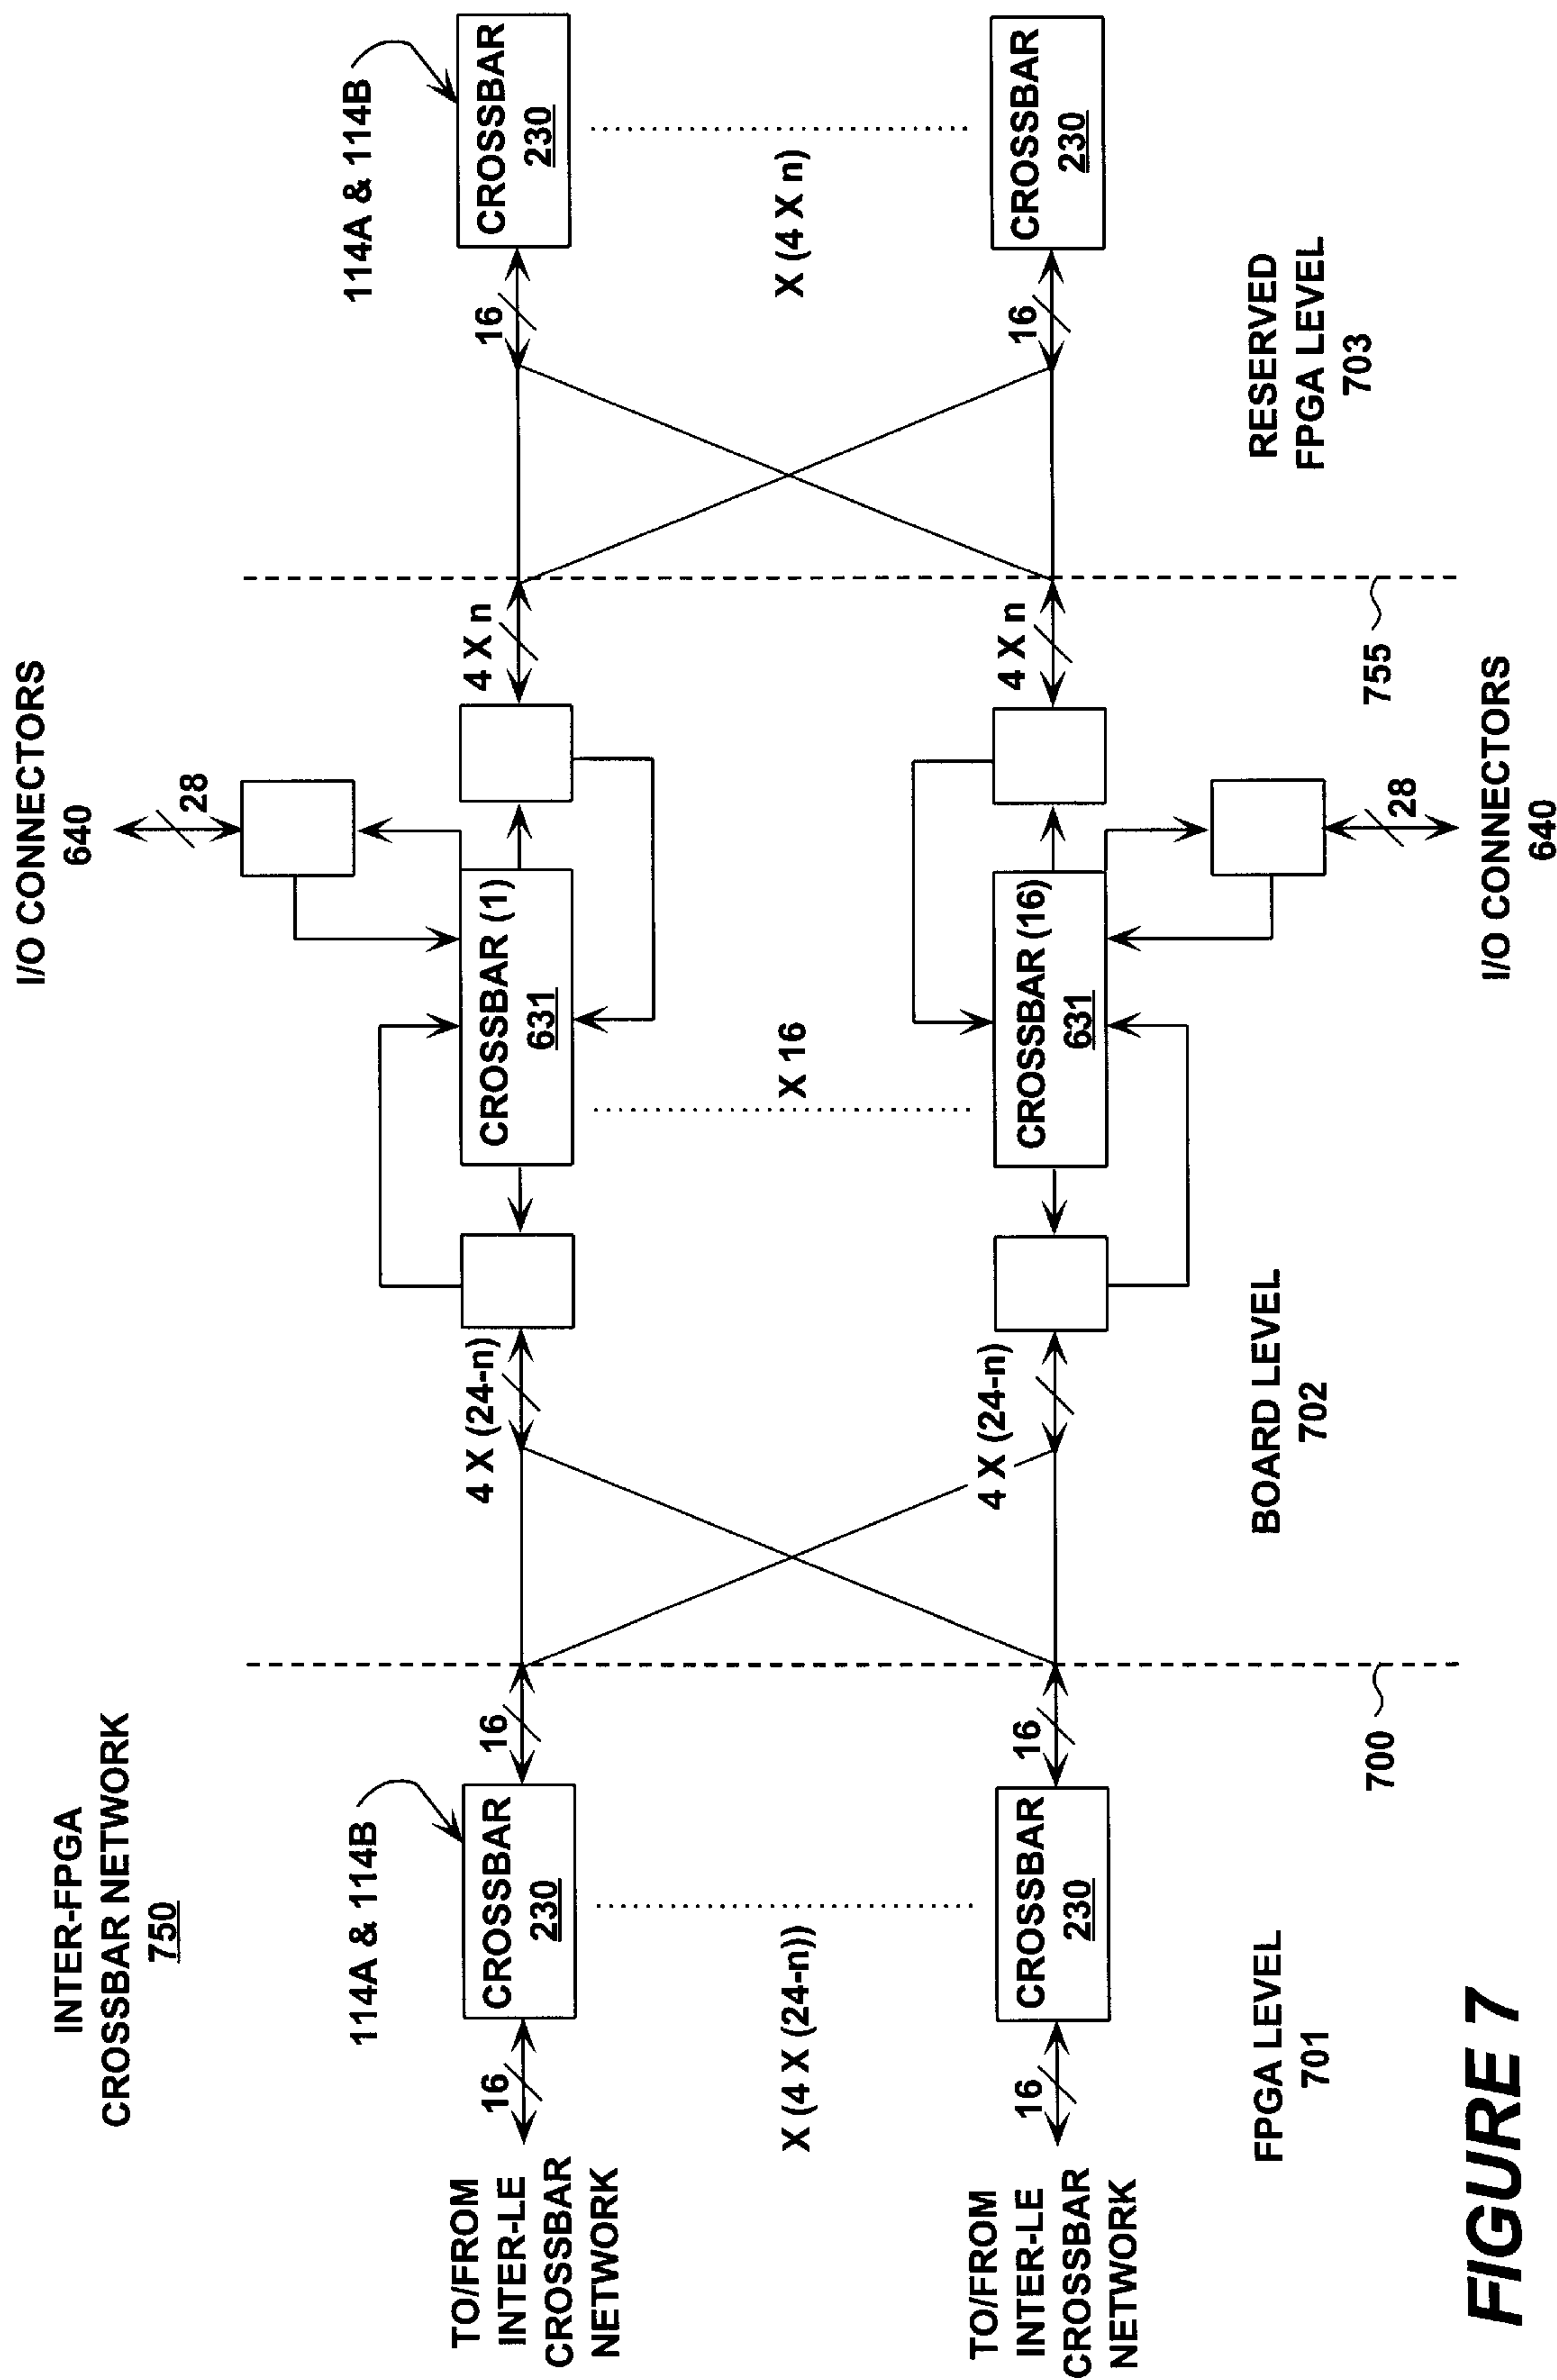 INTER-FPGA
CROSSBAR NETWORK
750
I/O CONNECTORS
640
28
114A & 114B
114A & 114B
TO/FROM
INTER-LE
CROSSBAR
NETWORK
16
CROSSBAR
230
16
4 X (24-n)
CROSSBAR (1)
631
4 X n
16
CROSSBAR
230
X (4 X (24-n))
X 16
X (4 X n)
TO/FROM
INTER-LE
CROSSBAR
NETWORK
16
CROSSBAR
230
16
4 X (24-n)
CROSSBAR (16)
631
4 X n
16
CROSSBAR
230
28
FPGA LEVEL
701
BOARD LEVEL
702
RESERVED
FPGA LEVEL
703
700
755
I/O CONNECTORS
640
FIGURE 7